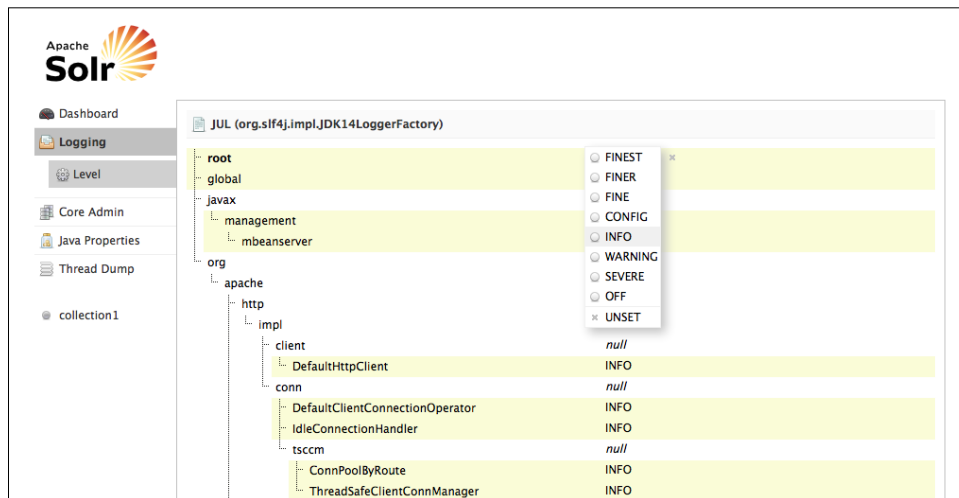 Apache
Solr
Dashboard
Logging
Level
Core Admin
Java Properties
Thread Dump
collection1
JUL (org.slf4j.impl.JDK14LoggerFactory)
root
global
javax
management
mbeanserver
org
apache
http
impl
client null
DefaultHttpClient INFO
conn null
DefaultClientConnectionOperator INFO
IdleConnectionHandler INFO
tsccm null
ConnPoolByRoute INFO
ThreadSafeClientConnManager INFO
FINEST
FINER
FINE
CONFIG
INFO
WARNING
SEVERE
OFF
UNSET